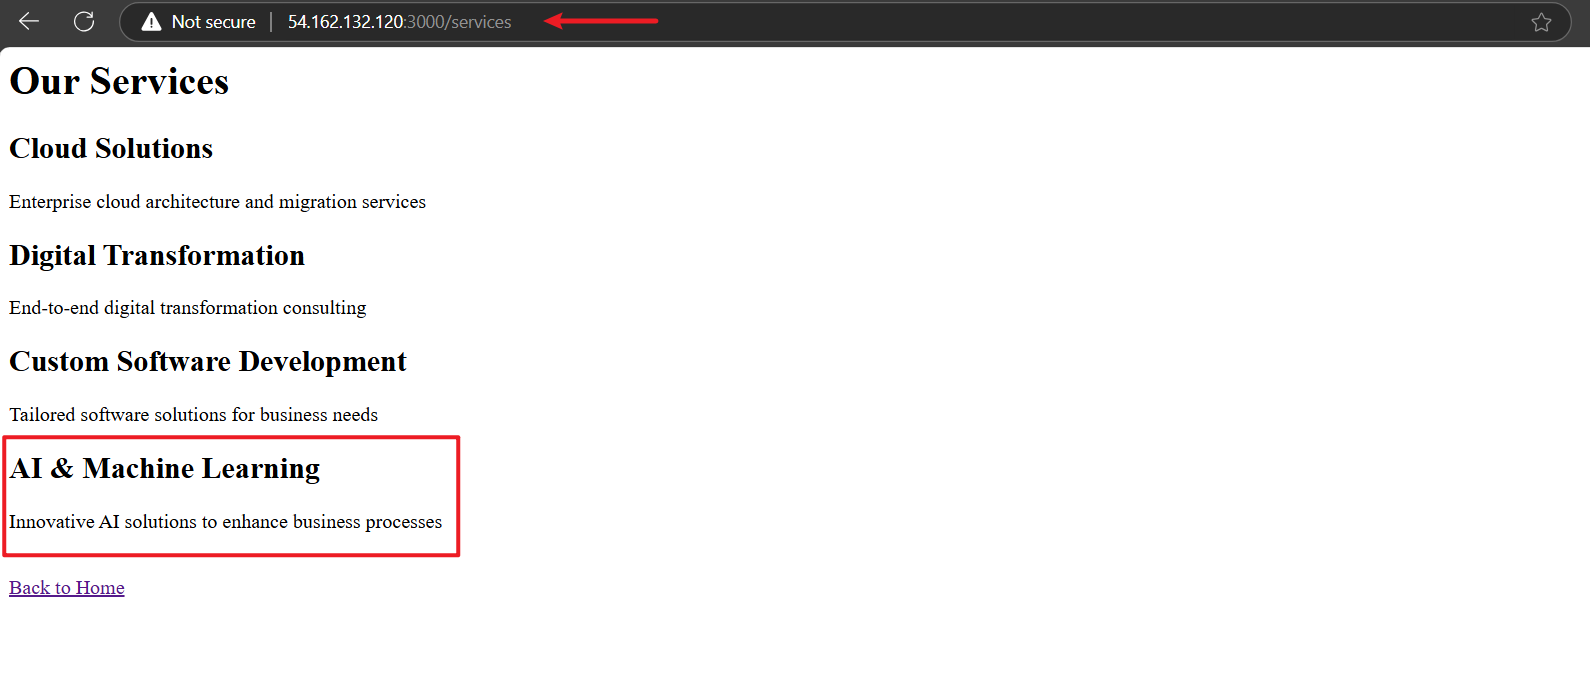 Not secure | 54.162.132.120:3000/services
Our Services
Cloud Solutions
Enterprise cloud architecture and migration services
Digital Transformation
End-to-end digital transformation consulting
Custom Software Development
Tailored software solutions for business needs
AI & Machine Learning
Innovative AI solutions to enhance business processes
Back to Home